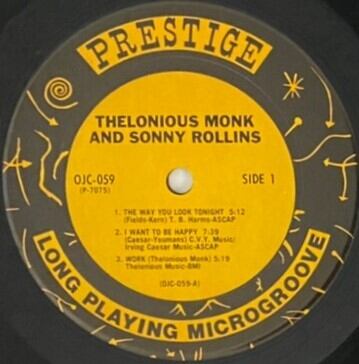 PRESTIGE
THELONIOUS MONK
AND SONNY ROLLINS
OJC-059
(P-7075)
SIDE 1
1. THE WAY YOU LOOK TONIGHT 5:12
(Fields-Kern) T. B. Harms-ASCAP
2. I WANT TO BE HAPPY 7:39
(Caesar-Youmans) C.V.Y. Music/
Irving Caesar Music-ASCAP
3. WORK (Thelonious Monk) 5:19
Thelonious Music-BMI
(OJC-059-A)
LONG PLAYING MICROGROOVE